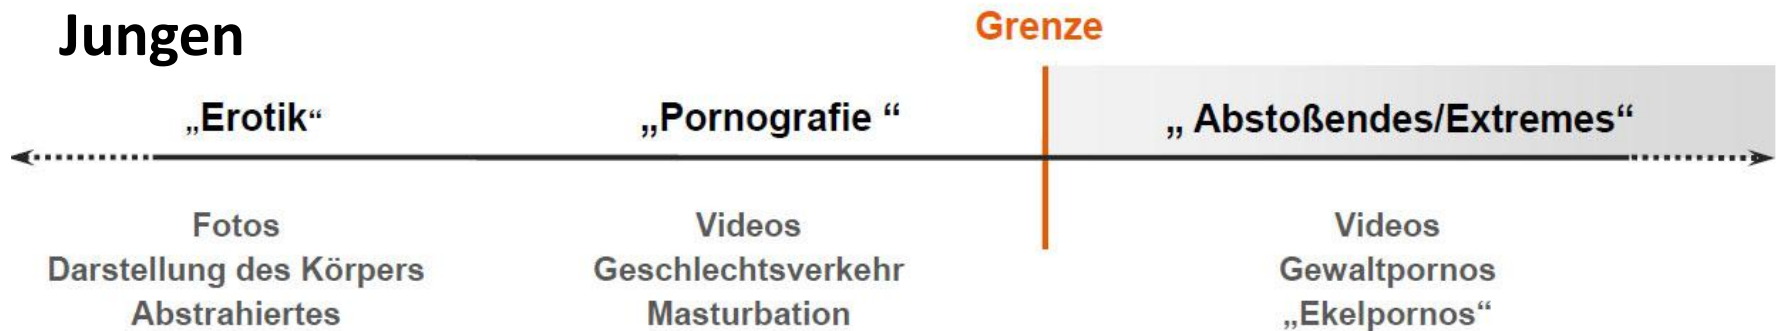 Jungen
Grenze
„Erotik“
„Pornografie “
„ Abstoßendes/Extremes“
Fotos
Videos
Videos
Darstellung des Körpers
Geschlechtsverkehr
Gewaltpornos
Abstrahiertes
Masturbation
„Ekelpornos“